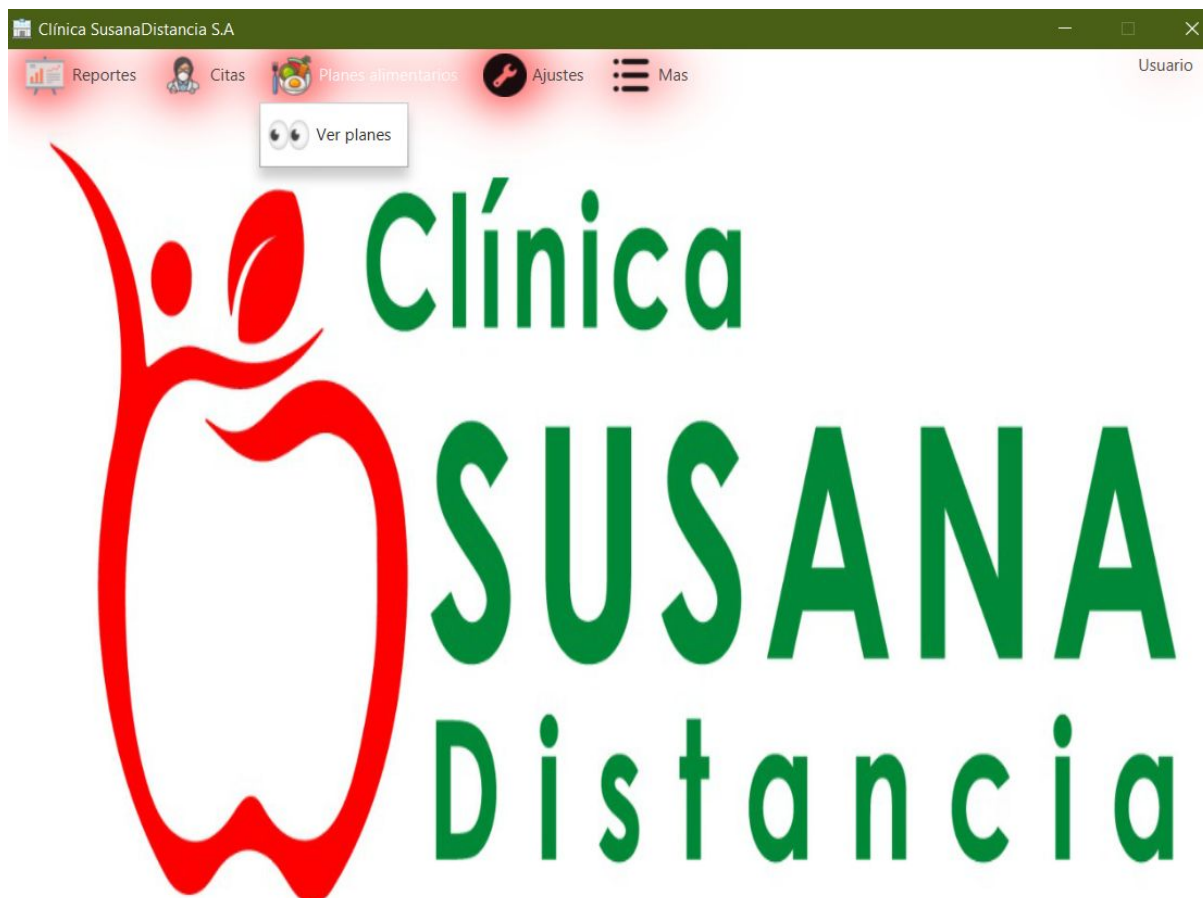 Clínica SusanaDistancia S.A
Reportes Citas Planes alimentarios Ajustes Mas Usuario
Ver planes
Clínica
SUSANA
Distancia